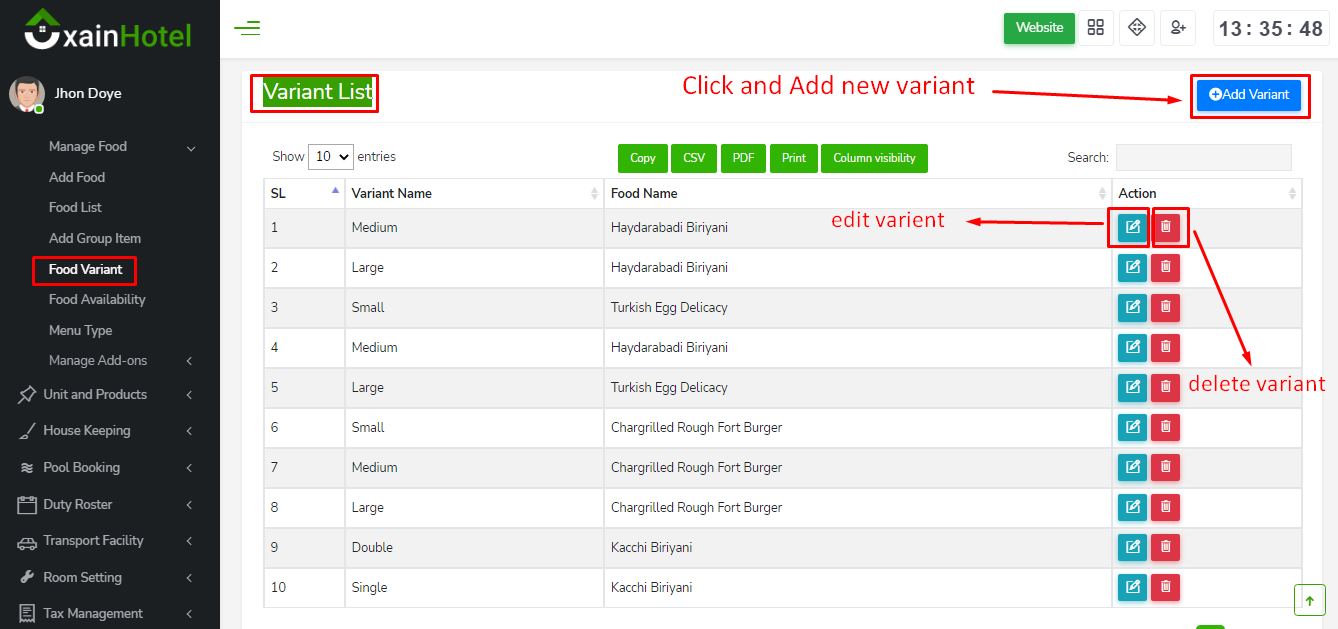 xainHotel
Website
13 : 35 : 48
Jhon Doye
Manage Food
Add Food
Food List
Add Group Item
Food Variant
Food Availability
Menu Type
Manage Add-ons
Unit and Products
House Keeping
Pool Booking
Duty Roster
Transport Facility
Room Setting
Tax Management
Variant List
Click and Add new variant
Add Variant
Show 10 entries
Copy CSV PDF Print Column visibility
Search:
SL Variant Name Food Name Action
1 Medium Haydarabadi Biriyani
edit varient
2 Large Haydarabadi Biriyani
3 Small Turkish Egg Delicacy
4 Medium Haydarabadi Biriyani
5 Large Turkish Egg Delicacy
delete variant
6 Small Chargrilled Rough Fort Burger
7 Medium Chargrilled Rough Fort Burger
8 Large Chargrilled Rough Fort Burger
9 Double Kacchi Biriyani
10 Single Kacchi Biriyani